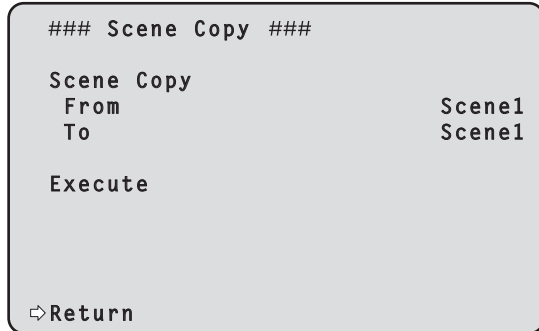 ### Scene Copy ###
Scene Copy
From Scene1
To Scene1
Execute
⇨Return